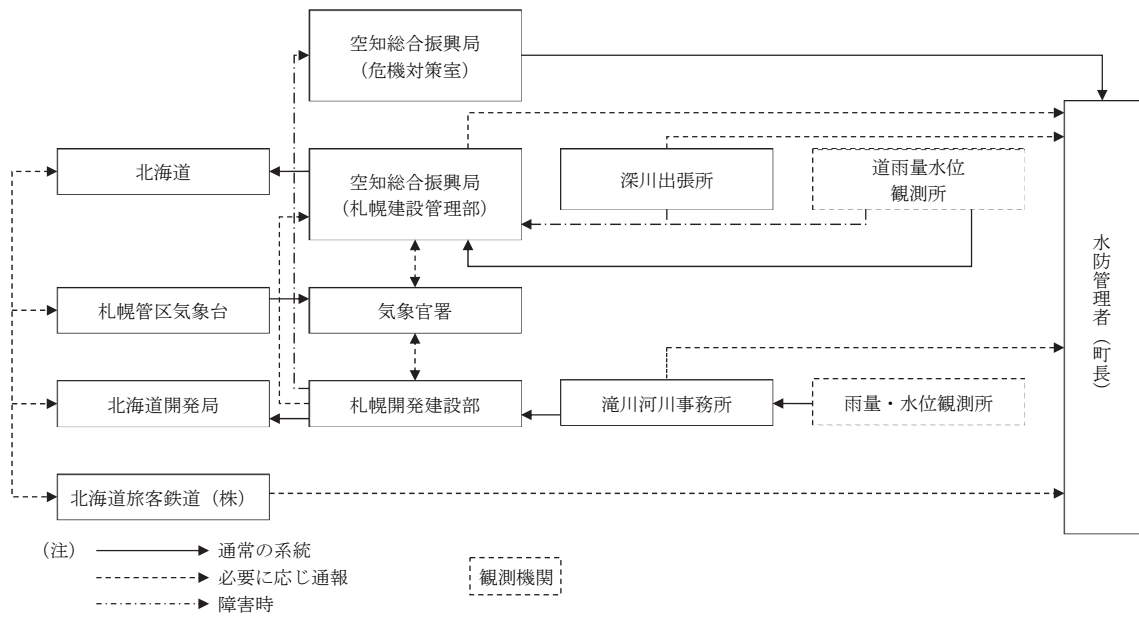 空知総合振興局
（危機対策室）
北海道
空知総合振興局
（札幌建設管理部）
深川出張所
道雨量水位
観測所
水防管理者（町長）
札幌管区気象台
気象官署
北海道開発局
札幌開発建設部
滝川河川事務所
雨量・水位観測所
北海道旅客鉄道（株）
（注）
通常の系統
必要に応じ通報
障害時
観測機関